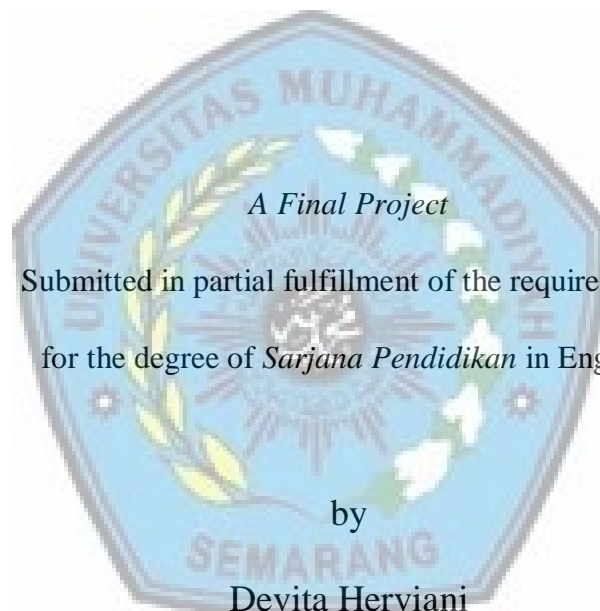 UNIVERSITAS MUHAMMADIYAH
A Final Project
Submitted in partial fulfillment of the require
for the degree of Sarjana Pendidikan in Eng
by
SEMARANG
Devita Herviani